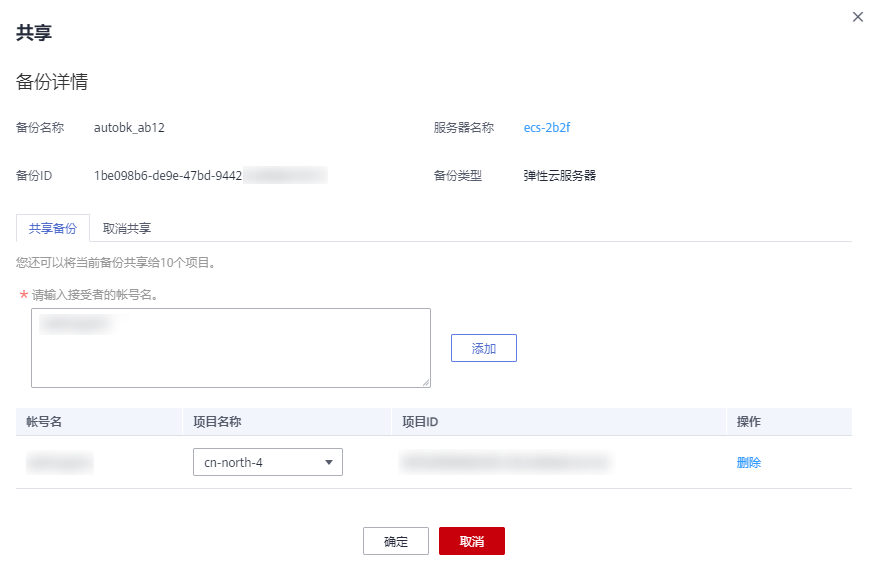 共享
备份详情
备份名称 autobk_ab12 服务器名称 ecs-2b2f
备份ID 1be098b6-de9e-47bd-9442 备份类型 弹性云服务器
共享备份 取消共享
您还可以将当前备份共享给10个项目。
* 请输入接受者的帐号名。
添加
帐号名 项目名称 项目ID 操作
cn-north-4 删除
确定 取消